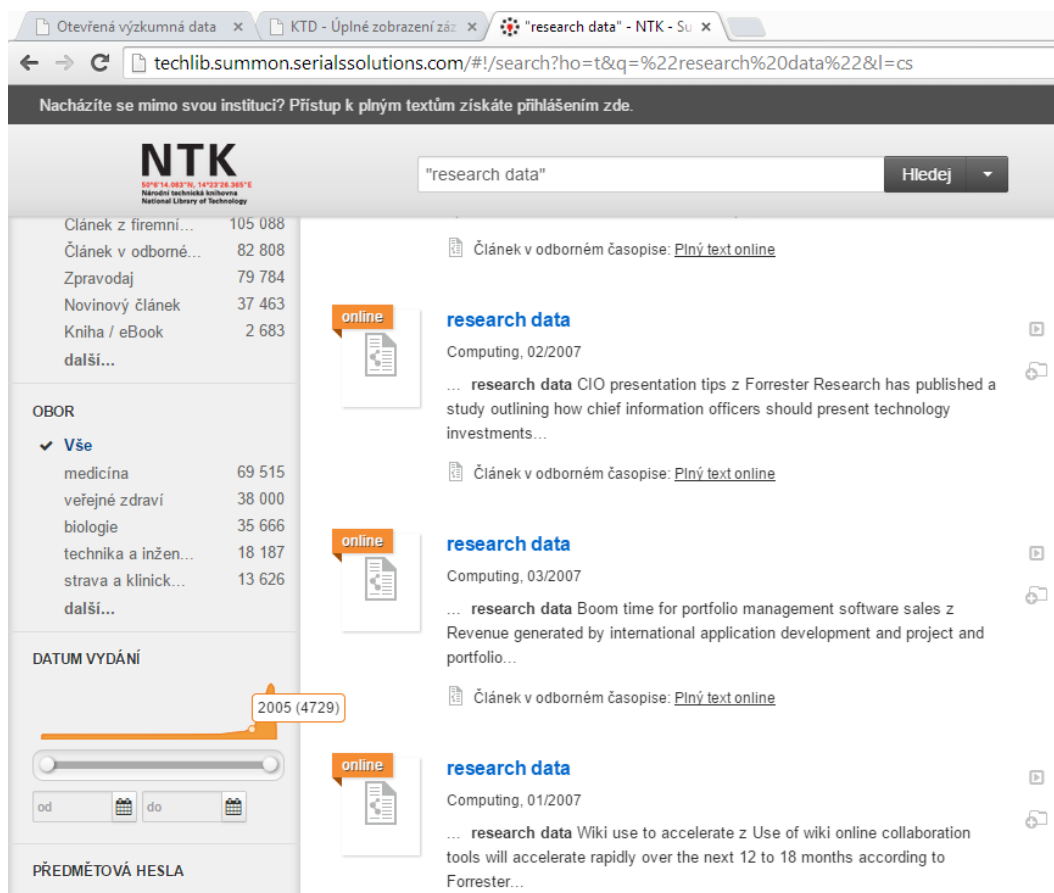 Otevřená výzkumná data
KTD - Úplné zobrazení záz
"research data" - NTK - Su
techlib.summon.serialssolutions.com/#!/search?ho=t&q=%22research%20data%22&l=cs
Nacházíte se mimo svou instituci? Přístup k plným textům získáte přihlášením zde.
NTK
50°6'14.083"N, 14°23'26.365"E
Národní technická knihovna
National Library of Technology
"research data"
Hledej
Článek z firemní... 105 088
Článek v odborné... 82 808
Zpravodaj 79 784
Novinový článek 37 463
Kniha / eBook 2 683
další...
OBOR
Vše
medicína 69 515
veřejné zdraví 38 000
biologie 35 666
technika a inžen... 18 187
strava a klinick... 13 626
další...
DATUM VYDÁNÍ
2005 (4729)
od
do
PŘEDMĚTOVÁ HESLA
Článek v odborném časopise: Plný text online
online
research data
Computing, 02/2007
... research data CIO presentation tips z Forrester Research has published a
study outlining how chief information officers should present technology
investments...
Článek v odborném časopise: Plný text online
online
research data
Computing, 03/2007
... research data Boom time for portfolio management software sales z
Revenue generated by international application development and project and
portfolio...
Článek v odborném časopise: Plný text online
online
research data
Computing, 01/2007
... research data Wiki use to accelerate z Use of wiki online collaboration
tools will accelerate rapidly over the next 12 to 18 months according to
Forrester...